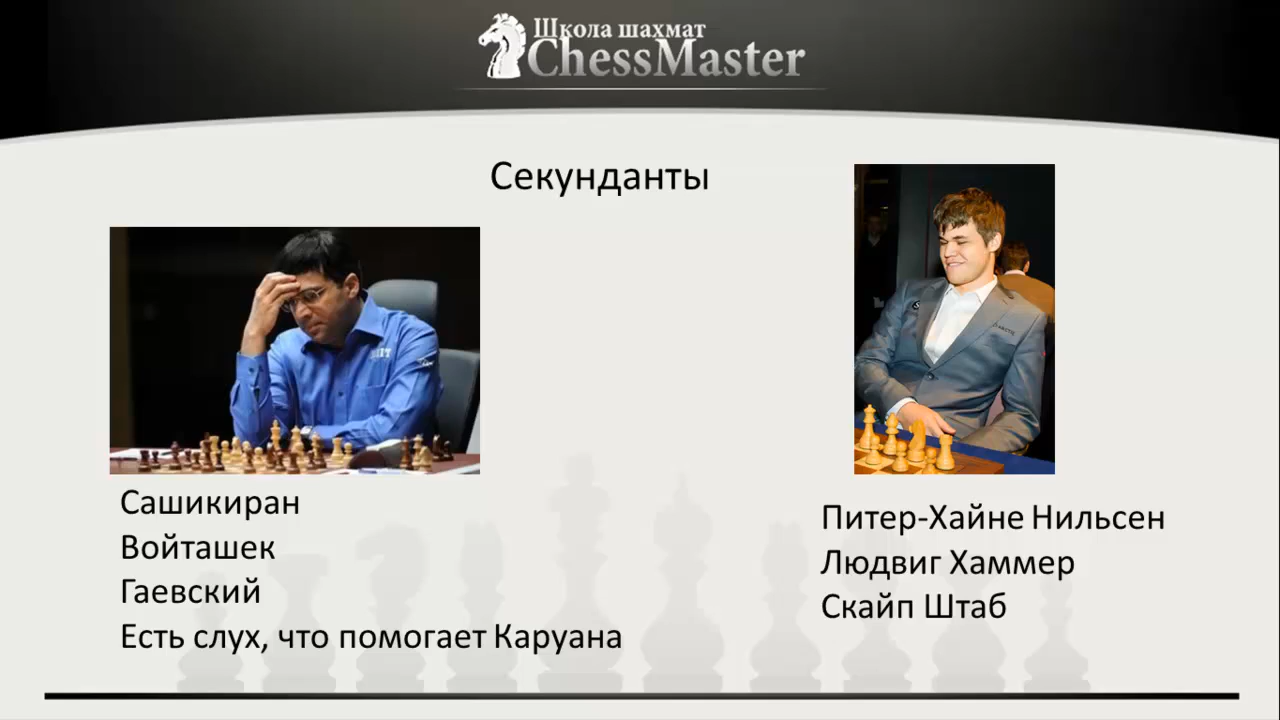 Школа шахмат
ChessMaster
Секунданты
Сашикиран
Войташек
Гаевский
Есть слух, что помогает Каруана
Питер-Хайне Нильсен
Людвиг Хаммер
Скайп Штаб